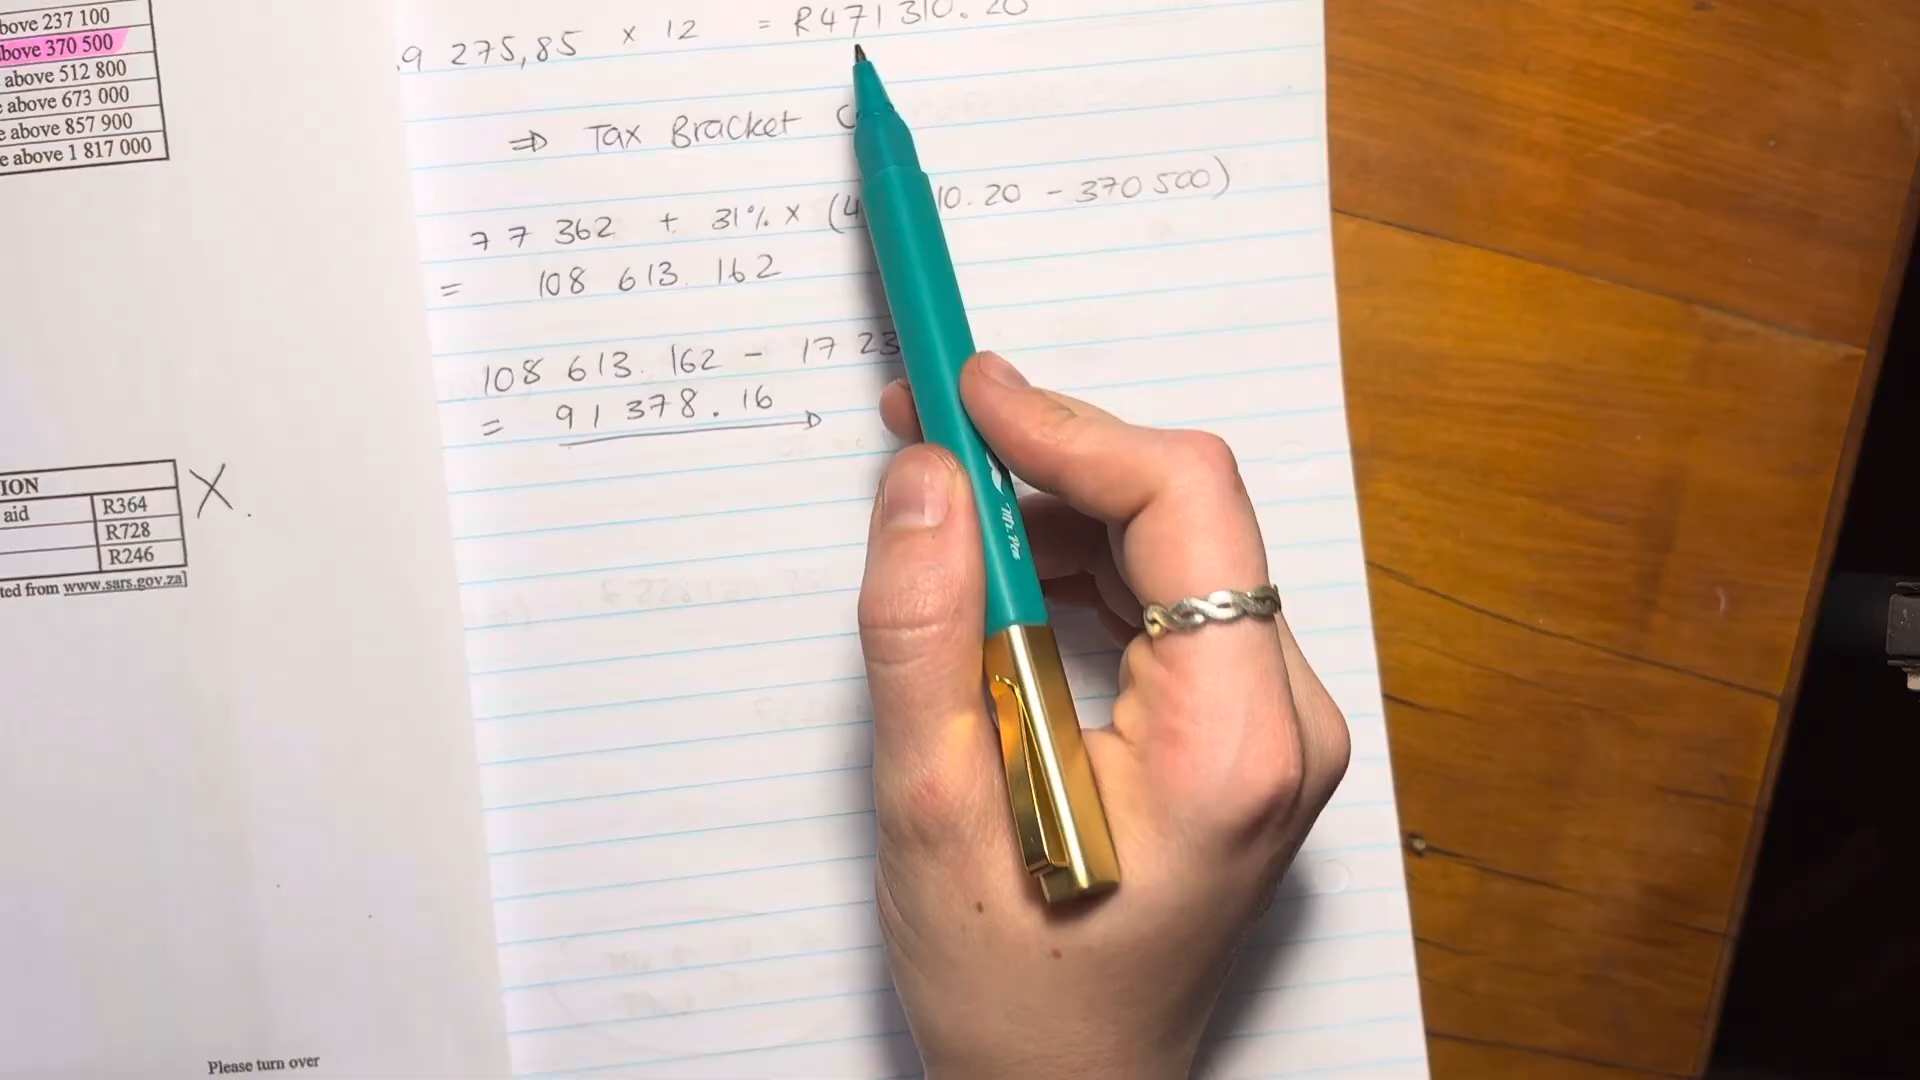 bove 237 100
bove 370 500
above 512 800
above 673 000
e above 857 900
e above 1 817 000
9 275,85 × 12 = R471 310.20
⇒ Tax Bracket
77 362 + 31% × (4 10.20 - 370 500)
= 108 613.162
108 613.162 - 17 23
= 91 378.16
ION X.
aid R364
R728
R246
ted from www.sars.gov.za]
Mr. Pen
Please turn over